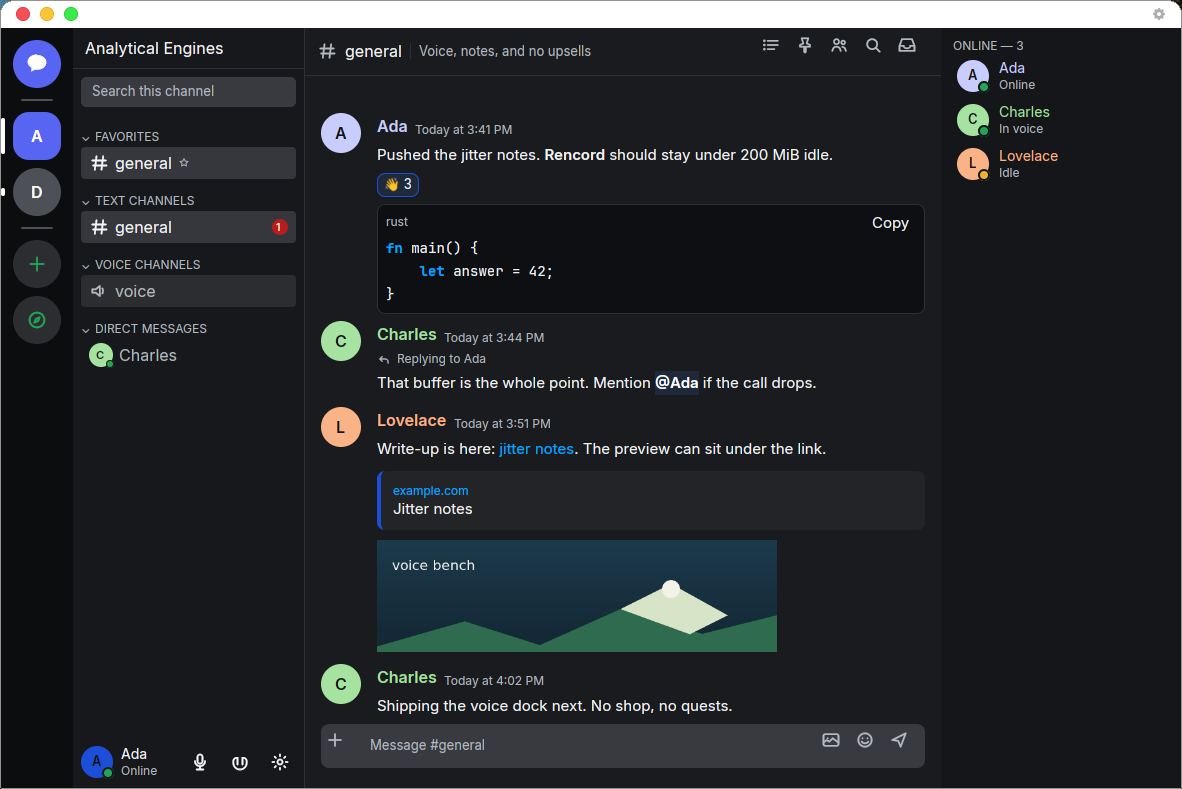 Analytical Engines
Search this channel
A
D
FAVORITES
# general
TEXT CHANNELS
# general 1
VOICE CHANNELS
voice
DIRECT MESSAGES
C Charles
A Ada
Online
# general Voice, notes, and no upsells
A Ada Today at 3:41 PM
Pushed the jitter notes. Rencord should stay under 200 MiB idle.
👋 3
rust Copy
fn main() {
    let answer = 42;
}
C Charles Today at 3:44 PM
Replying to Ada
That buffer is the whole point. Mention @Ada if the call drops.
L Lovelace Today at 3:51 PM
Write-up is here: jitter notes. The preview can sit under the link.
example.com
Jitter notes
voice bench
C Charles Today at 4:02 PM
Shipping the voice dock next. No shop, no quests.
Message #general
ONLINE — 3
A Ada
Online
C Charles
In voice
L Lovelace
Idle